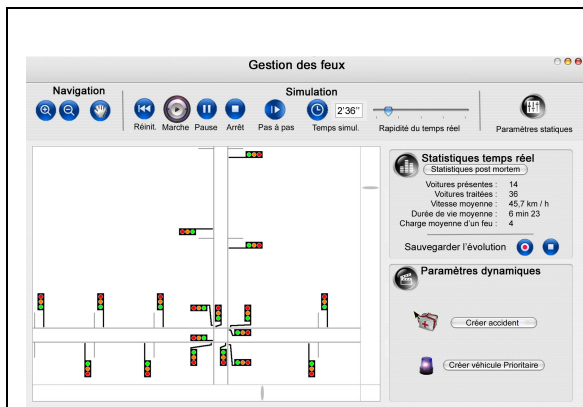 Gestion des feux
Navigation
Simulation
2'36''
Réinit. Marche Pause Arrêt Pas à pas Temps simul. Rapidité du temps réel Paramètres statiques
Statistiques temps réel
Statistiques post mortem
Voitures présentes : 14
Voitures traitées : 36
Vitesse moyenne : 45,7 km / h
Durée de vie moyenne : 6 min 23
Charge moyenne d'un feu : 4
Sauvegarder l'évolution
Paramètres dynamiques
Créer accident
Créer véhicule Prioritaire